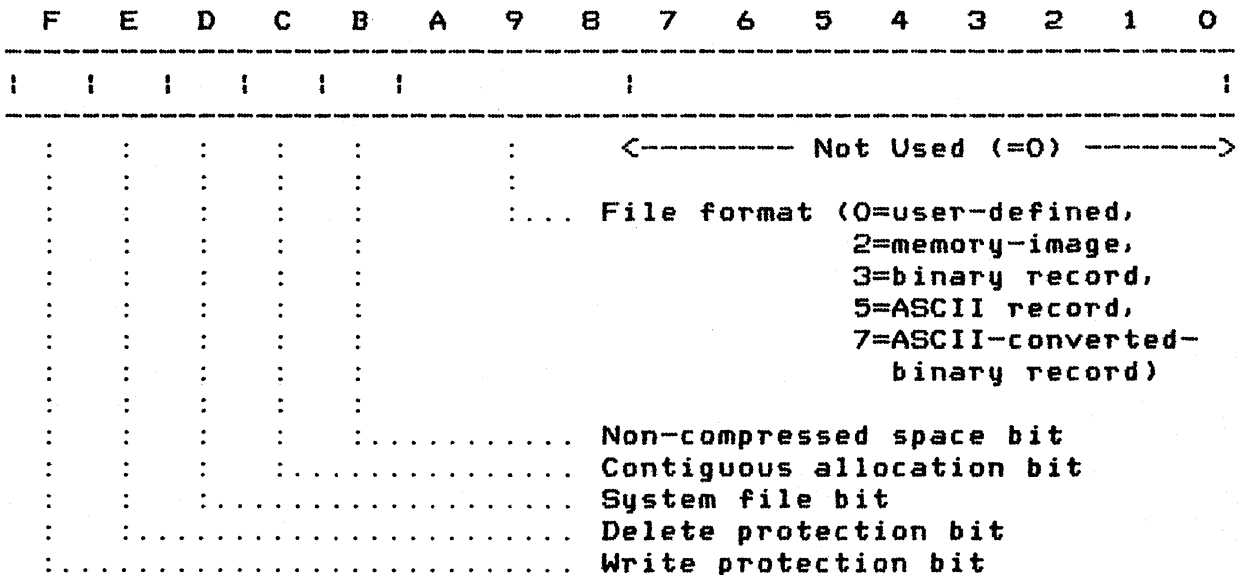 F E D C B A 9 8 7 6 5 4 3 2 1 0
<-------- Not Used (=0) ------->
:... File format (0=user-defined,
2=memory-image,
3=binary record,
5=ASCII record,
7=ASCII-converted-
binary record)
:........... Non-compressed space bit
:............... Contiguous allocation bit
:................... System file bit
:....................... Delete protection bit
:........................... Write protection bit